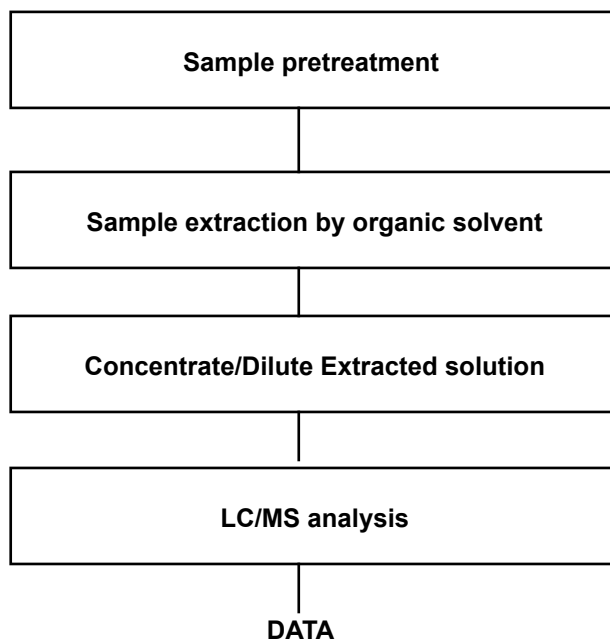 Sample pretreatment
Sample extraction by organic solvent
Concentrate/Dilute Extracted solution
LC/MS analysis
DATA